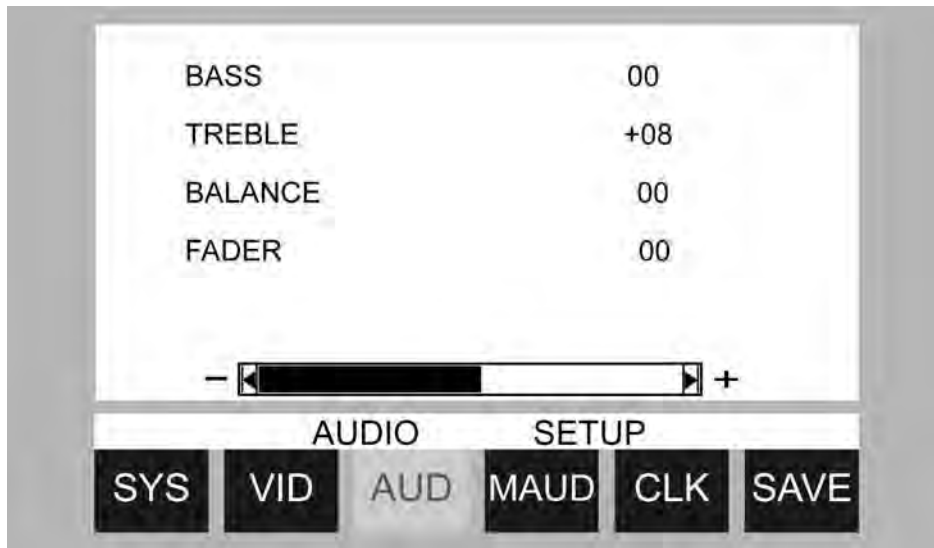 BASS 00
TREBLE +08
BALANCE 00
FADER 00
- +
AUDIO SETUP
SYS VID AUD MAUD CLK SAVE